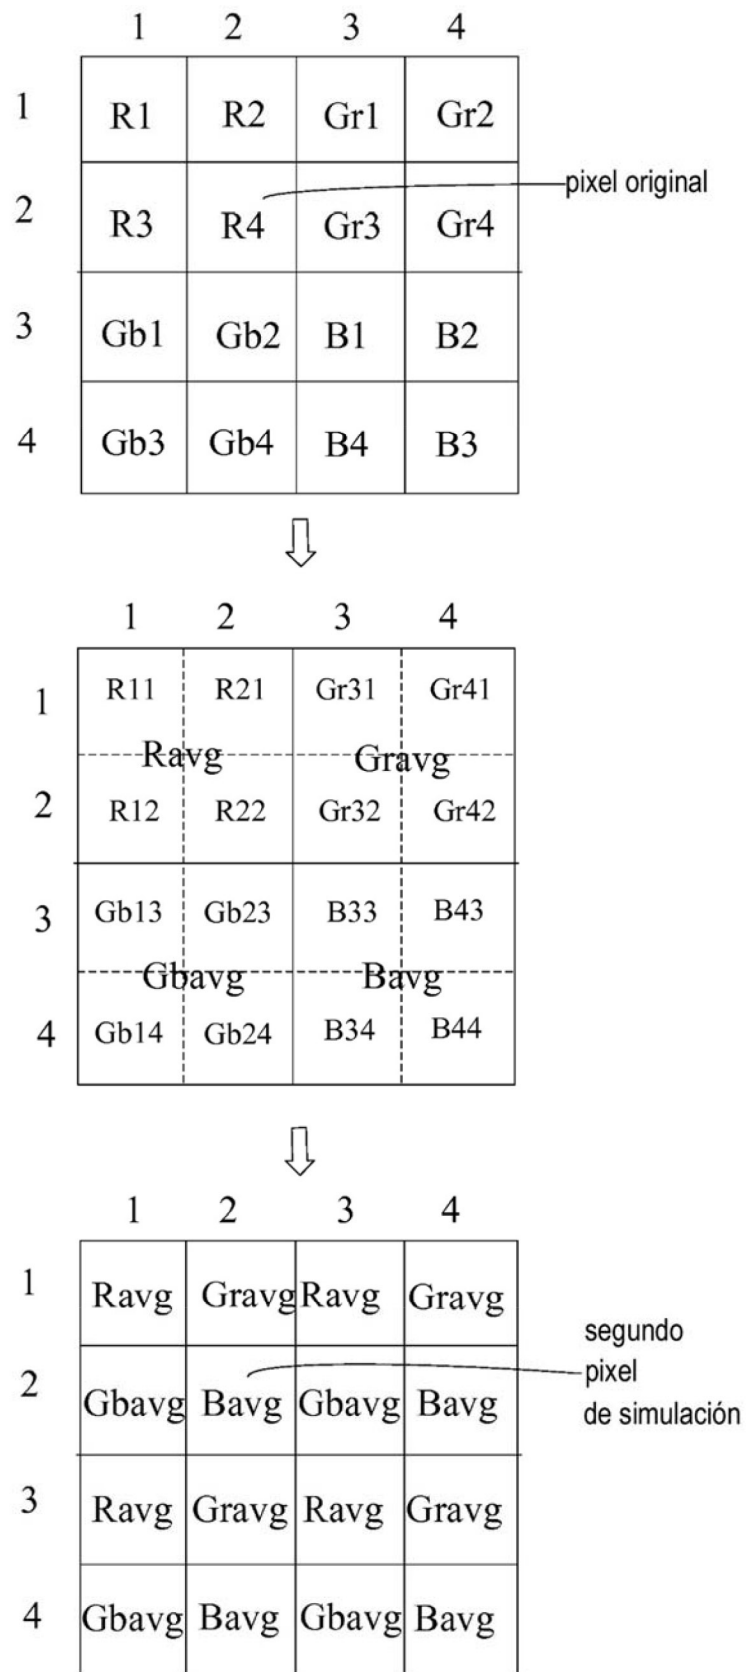 1 2 3 4
1 R1 R2 Gr1 Gr2
pixel original
2 R3 R4 Gr3 Gr4
3 Gb1 Gb2 B1 B2
4 Gb3 Gb4 B4 B3
1 2 3 4
1 R11 R21 Gr31 Gr41
Ravg Gravg
2 R12 R22 Gr32 Gr42
3 Gb13 Gb23 B33 B43
Gbavg Bavg
4 Gb14 Gb24 B34 B44
1 2 3 4
1 Ravg Gravg Ravg Gravg
segundo
pixel
de simulación
2 Gbavg Bavg Gbavg Bavg
3 Ravg Gravg Ravg Gravg
4 Gbavg Bavg Gbavg Bavg